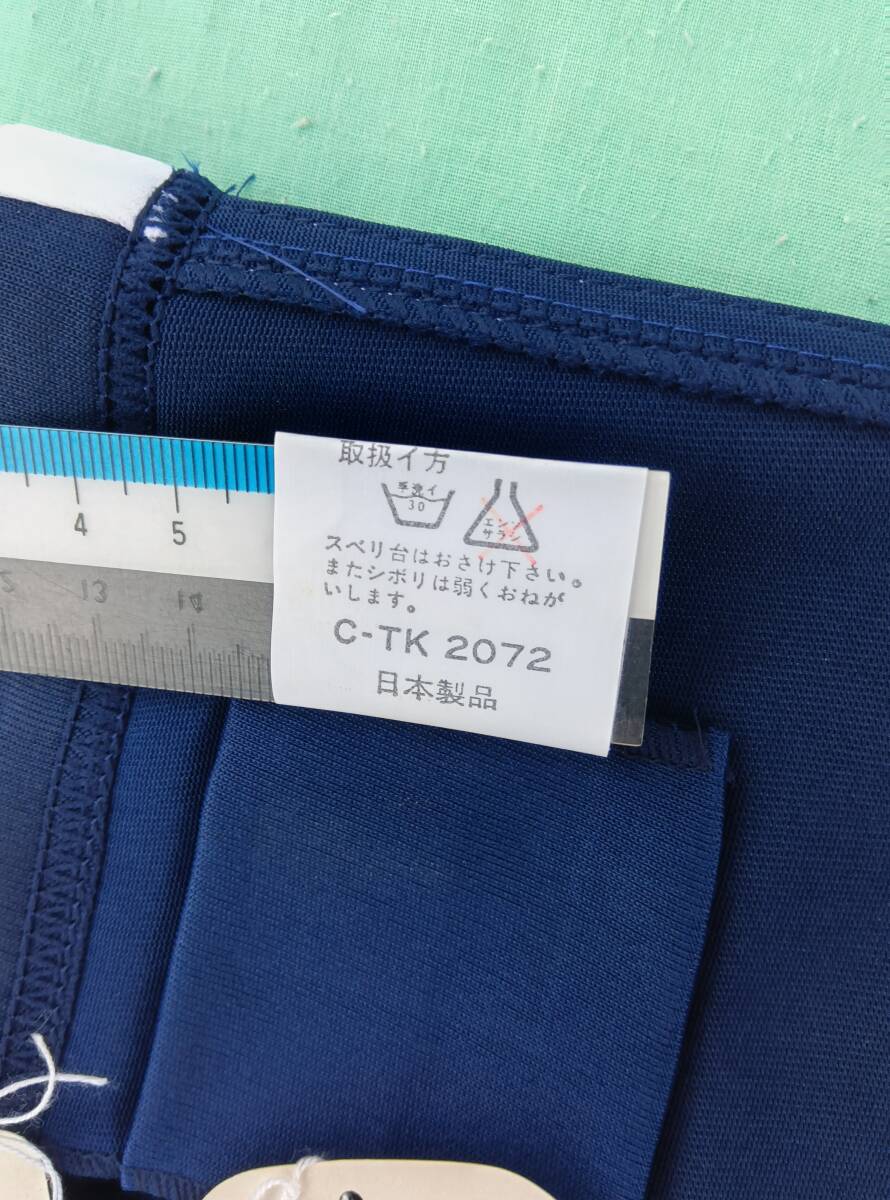 4 5
13 14
取扱イ方
手洗イ
30
エンソ
サラシ
スベリ台はおさけ下さい。
またシボリは弱くおねが
いします。
C-TK 2072
日本製品